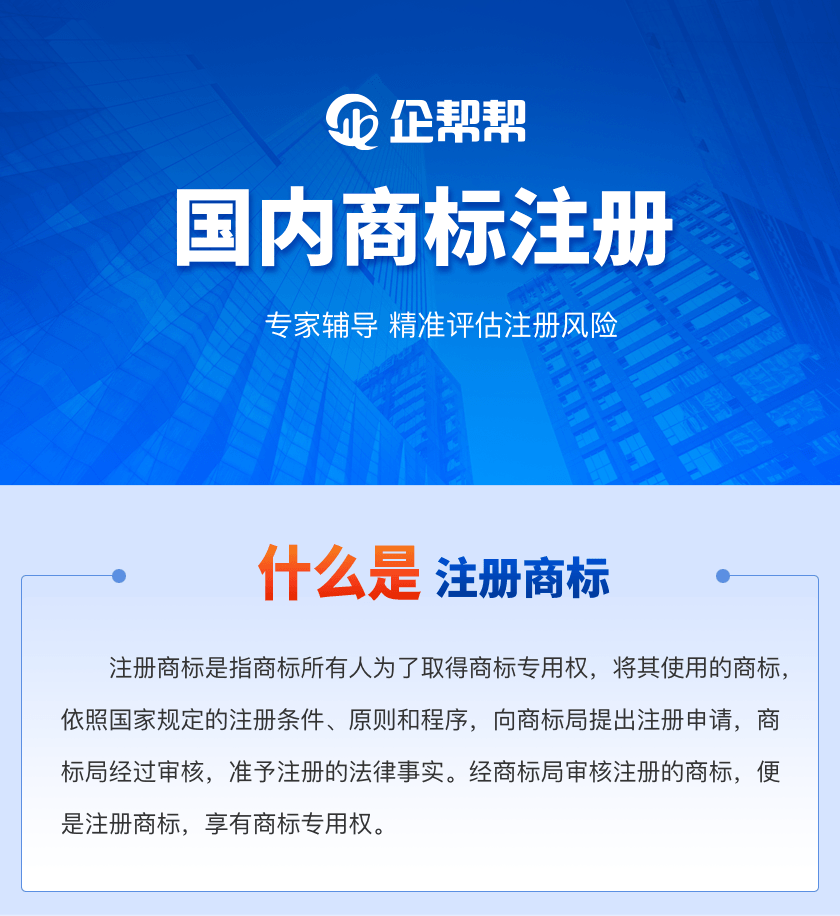 企帮帮
国内商标注册
专家辅导 精准评估注册风险
什么是 注册商标
注册商标是指商标所有人为了取得商标专用权，将其使用的商标，
依照国家规定的注册条件、原则和程序，向商标局提出注册申请，商
标局经过审核，准予注册的法律事实。经商标局审核注册的商标，便
是注册商标，享有商标专用权。